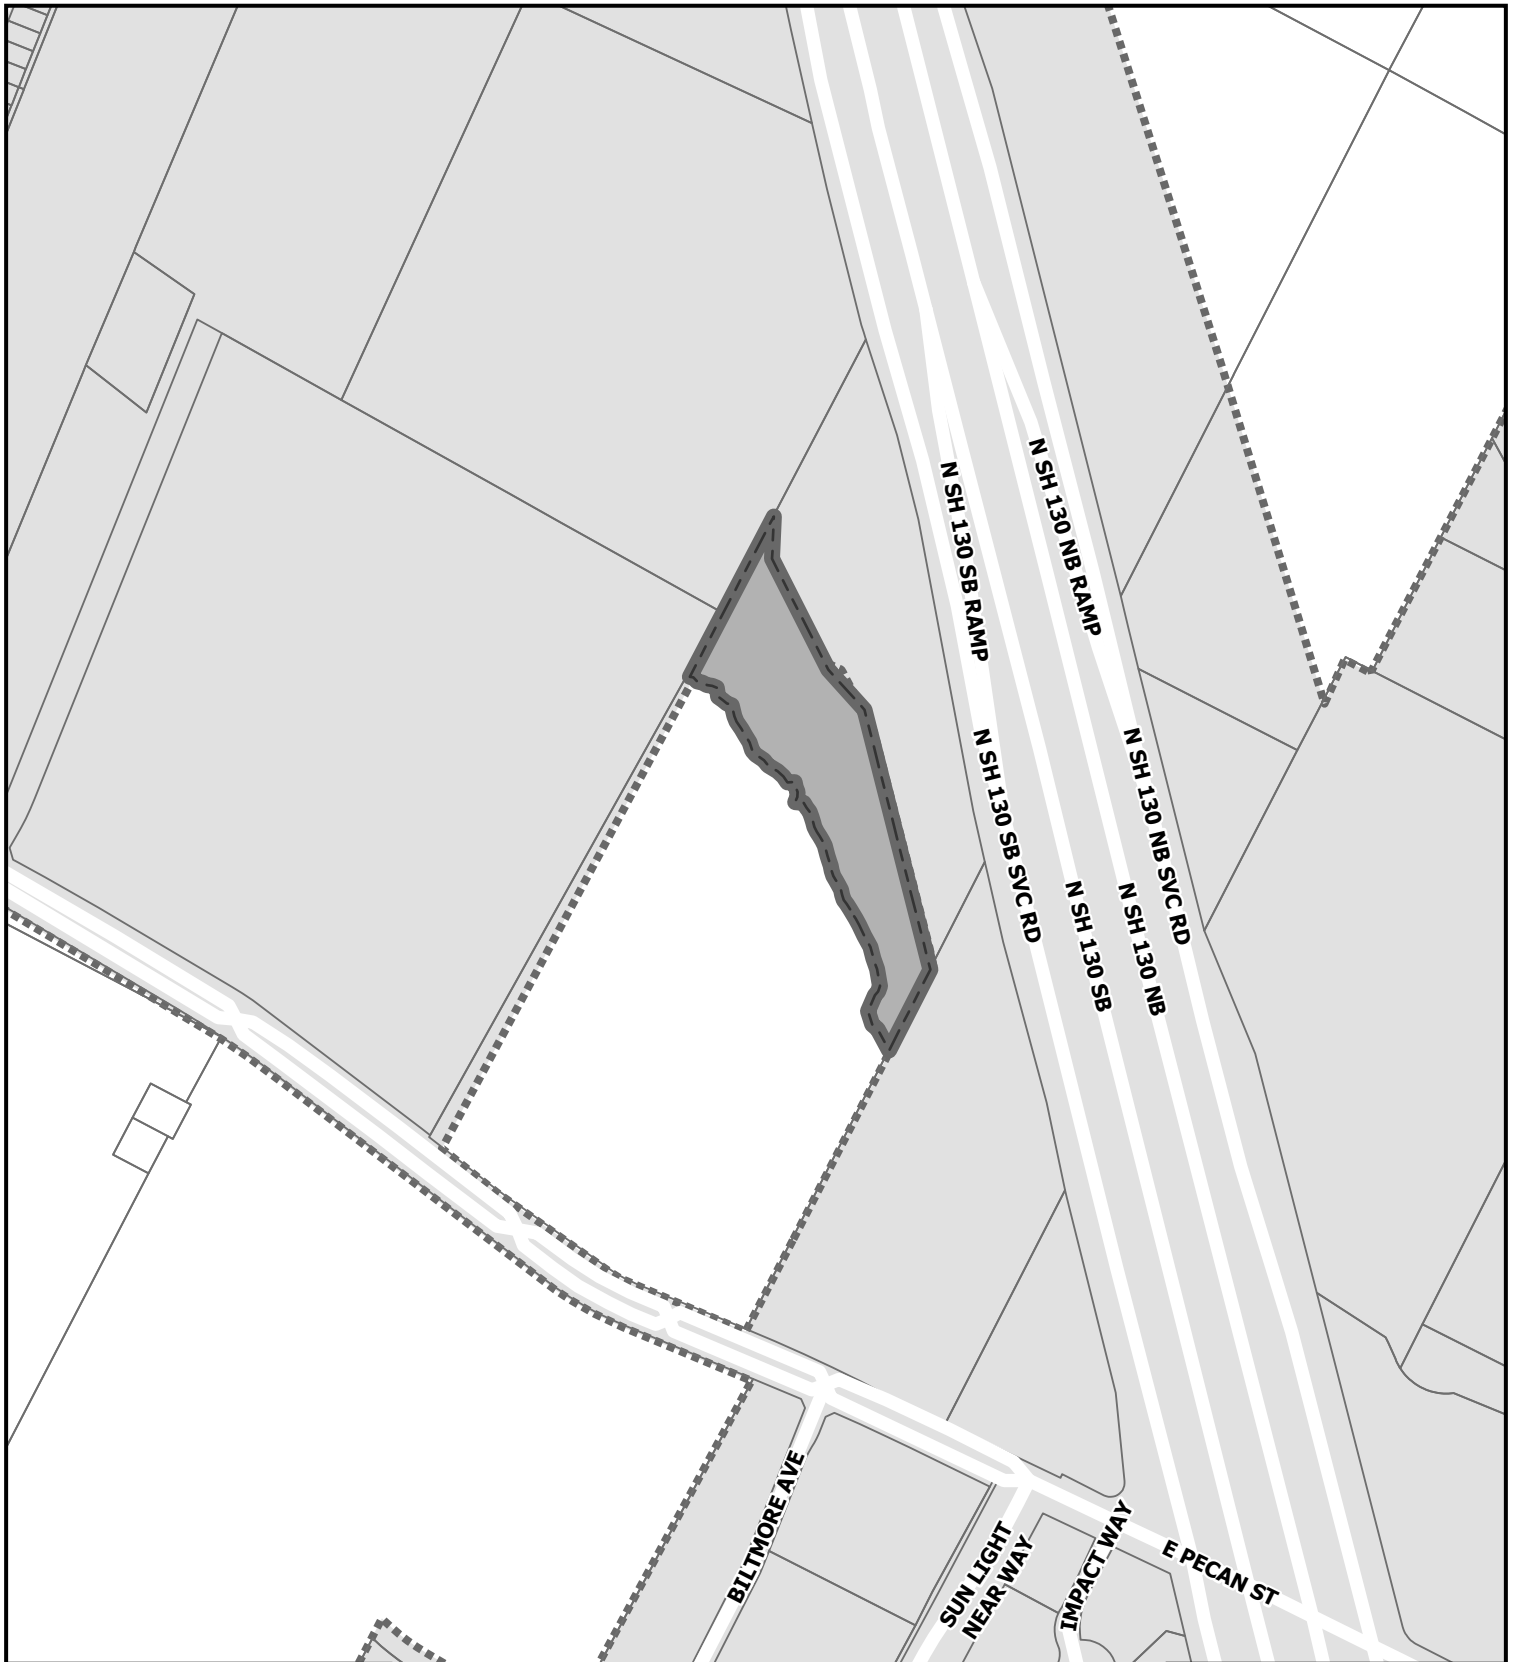 N SH 130 NB RAMP
N SH 130 SB RAMP
N SH 130 SB SVC RD
N SH 130 NB SVC RD
N SH 130 SB
N SH 130 NB
BILTMORE AVE
SUN LIGHT
NEAR WAY
IMPACT WAY
E PECAN ST